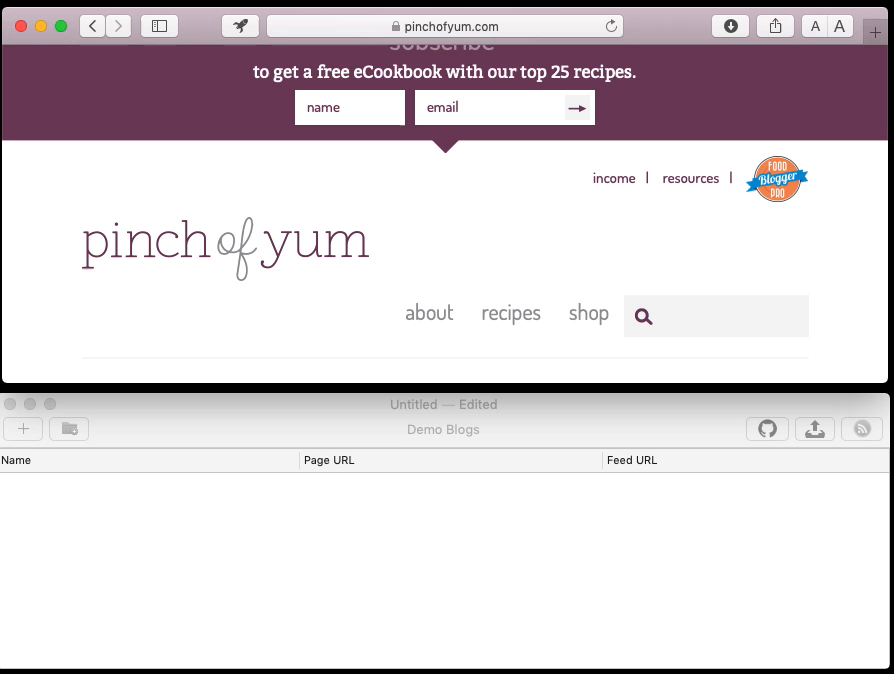 pinchofyum.com
A A
subscribe
to get a free eCookbook with our top 25 recipes.
name email
income | resources |
FOOD
Blogger
PRO
pinch of yum
about recipes shop
Untitled — Edited
Demo Blogs
Name Page URL Feed URL